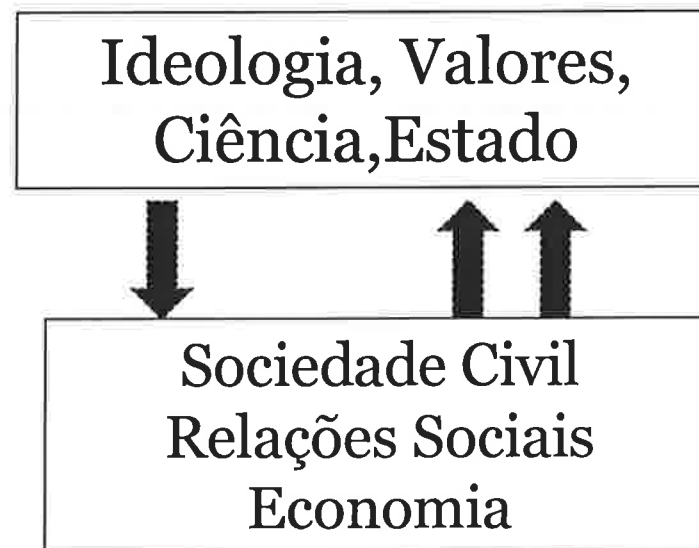 Ideologia, Valores,
Ciência,Estado
Sociedade Civil
Relações Sociais
Economia